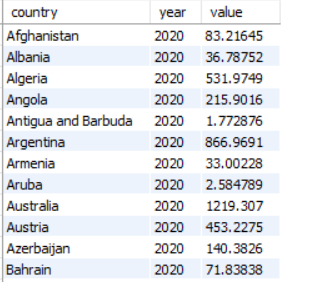 country year value
Afghanistan 2020 83.21645
Albania 2020 36.78752
Algeria 2020 531.9749
Angola 2020 215.9016
Antigua and Barbuda 2020 1.772876
Argentina 2020 866.9691
Armenia 2020 33.00228
Aruba 2020 2.584789
Australia 2020 1219.307
Austria 2020 453.2275
Azerbaijan 2020 140.3826
Bahrain 2020 71.83838